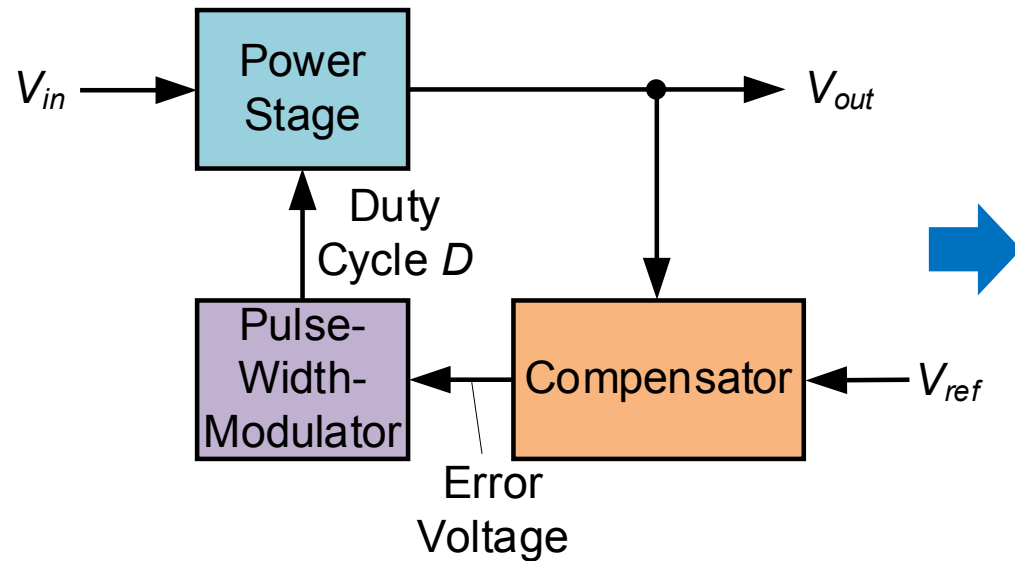 Power
Stage
V_in
V_out
Duty
Cycle D
Pulse-
Width-
Modulator
Compensator
V_ref
Error
Voltage